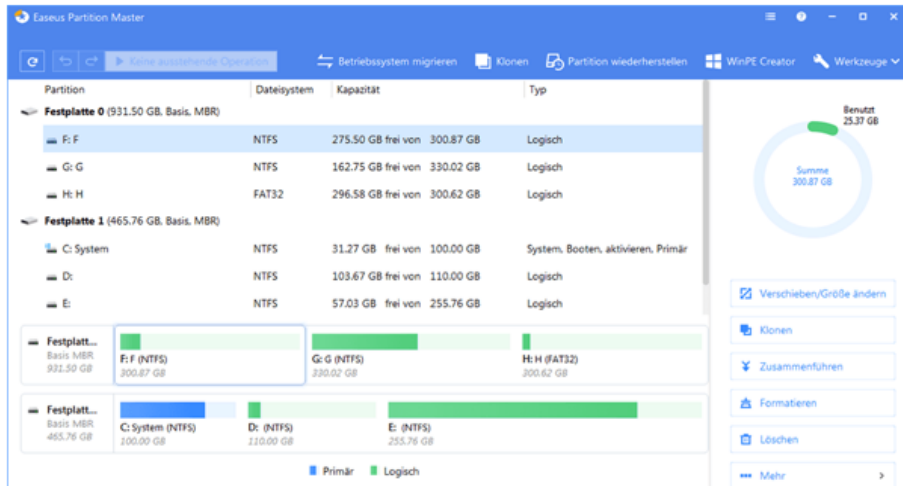 Easeus Partition Master
Keine ausstehende Operation
Betriebssystem migrieren Klonen Partition wiederherstellen WinPE Creator Werkzeuge
Partition Dateisystem Kapazität Typ
Festplatte 0 (931.50 GB, Basis, MBR)
F: F NTFS 275.50 GB frei von 300.87 GB Logisch
G: G NTFS 162.75 GB frei von 330.02 GB Logisch
H: H FAT32 296.58 GB frei von 300.62 GB Logisch
Festplatte 1 (465.76 GB, Basis, MBR)
C: System NTFS 31.27 GB frei von 100.00 GB System, Booten, aktivieren, Primär
D: NTFS 103.67 GB frei von 110.00 GB Logisch
E: NTFS 57.03 GB frei von 255.76 GB Logisch
Festplatt...
Basis MBR
931.50 GB
F: F (NTFS)
300.87 GB
G: G (NTFS)
330.02 GB
H: H (FAT32)
300.62 GB
Festplatt...
Basis MBR
465.76 GB
C: System (NTFS)
100.00 GB
D: (NTFS)
110.00 GB
E: (NTFS)
255.76 GB
Primär Logisch
Benutzt
25.37 GB
Summe
300.87 GB
Verschieben/Größe ändern
Klonen
Zusammenführen
Formatieren
Löschen
Mehr